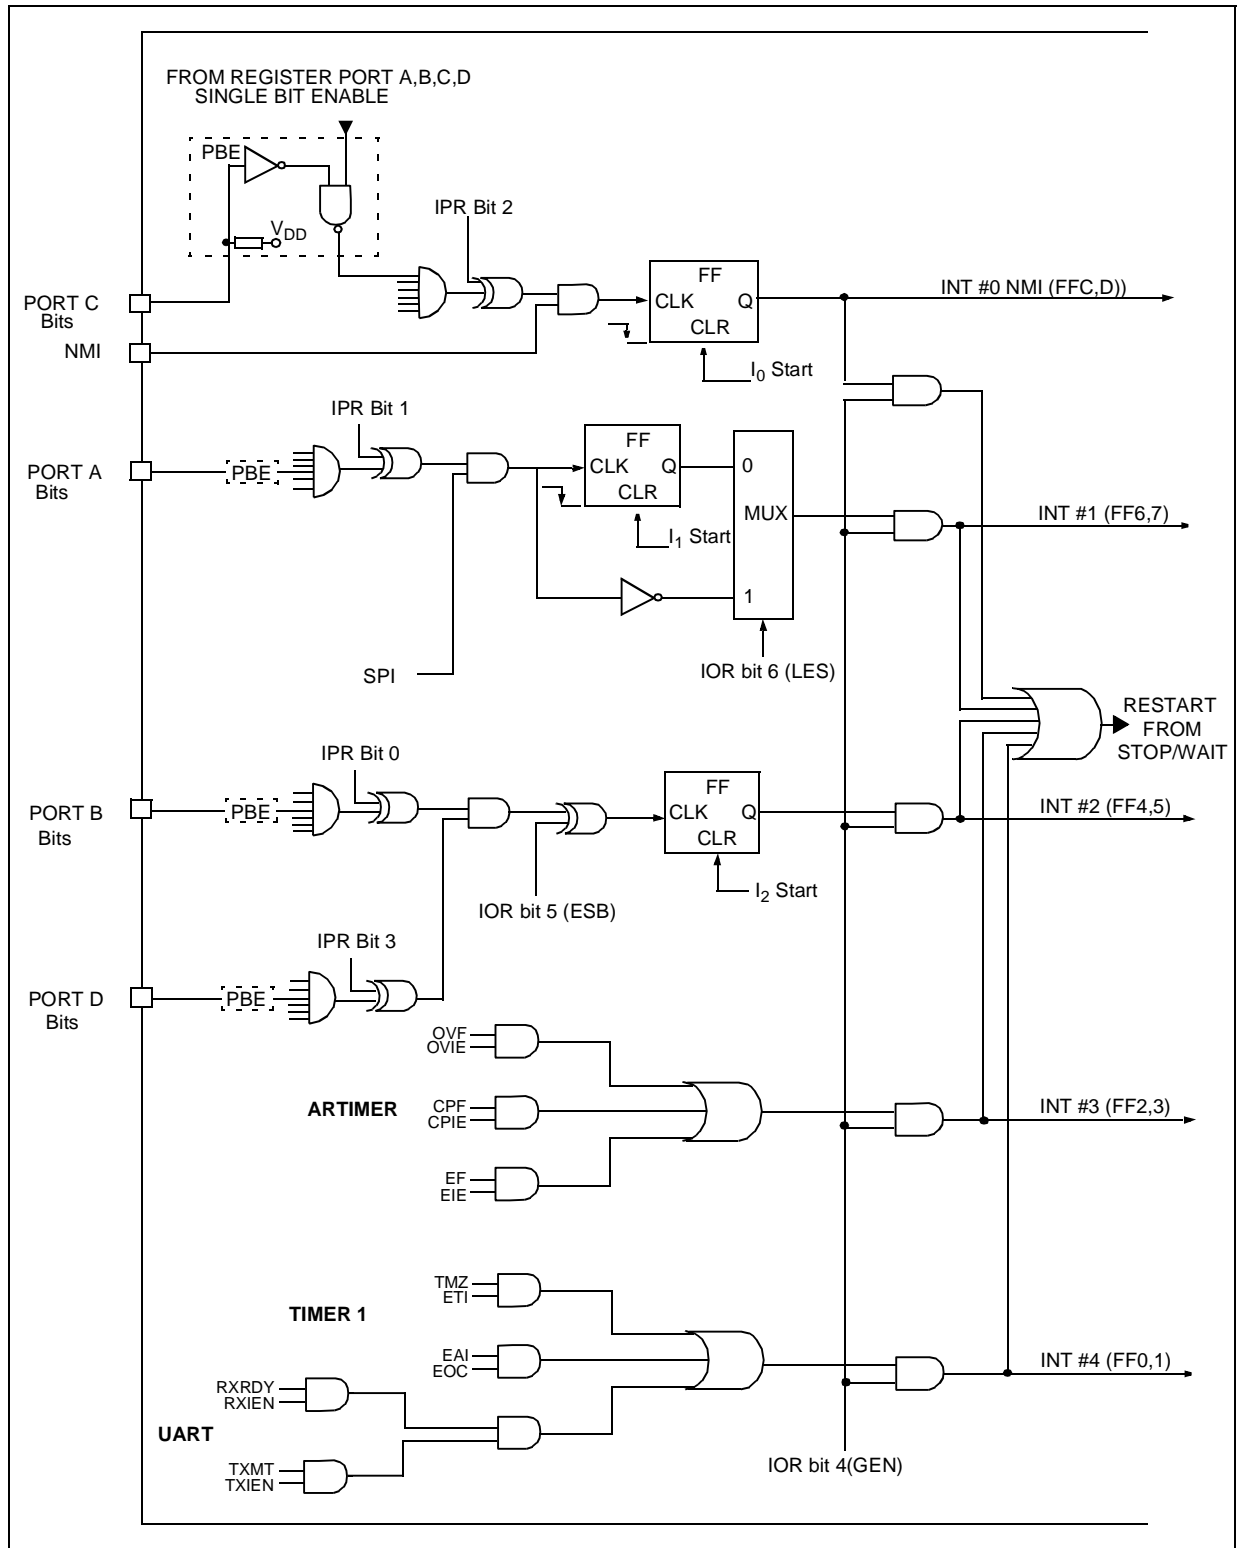 FROM REGISTER PORT A,B,C,D
SINGLE BIT ENABLE
PBE
VDD
IPR Bit 2
PORT C
Bits
NMI
FF
CLK Q
CLR
I0 Start
INT #0 NMI (FFC,D))
IPR Bit 1
PORT A
Bits
PBE
FF
CLK Q
CLR
I1 Start
0
MUX
1
INT #1 (FF6,7)
SPI
IOR bit 6 (LES)
RESTART
FROM
STOP/WAIT
IPR Bit 0
PORT B
Bits
PBE
FF
CLK Q
CLR
I2 Start
INT #2 (FF4,5)
IOR bit 5 (ESB)
IPR Bit 3
PORT D
Bits
PBE
OVF
OVIE
ARTIMER
CPF
CPIE
EF
EIE
INT #3 (FF2,3)
TMZ
ETI
TIMER 1
EAI
EOC
RXRDY
RXIEN
UART
TXMT
TXIEN
INT #4 (FF0,1)
IOR bit 4(GEN)